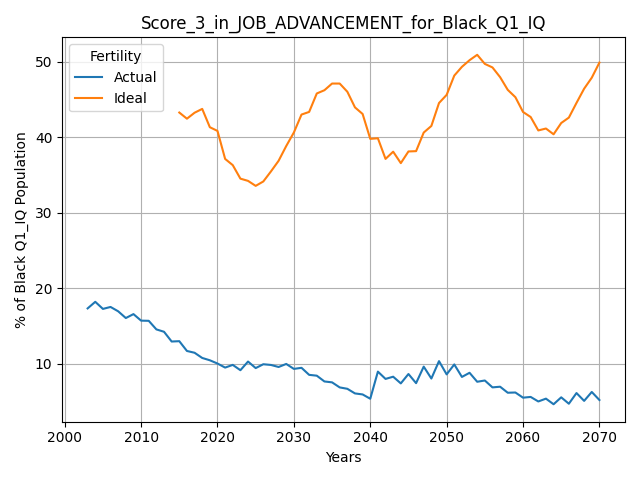 Score_3_in_JOB_ADVANCEMENT_for_Black_Q1_IQ
Fertility
Actual
Ideal
% of Black Q1_IQ Population
50
40
30
20
10
2000 2010 2020 2030 2040 2050 2060 2070
Years